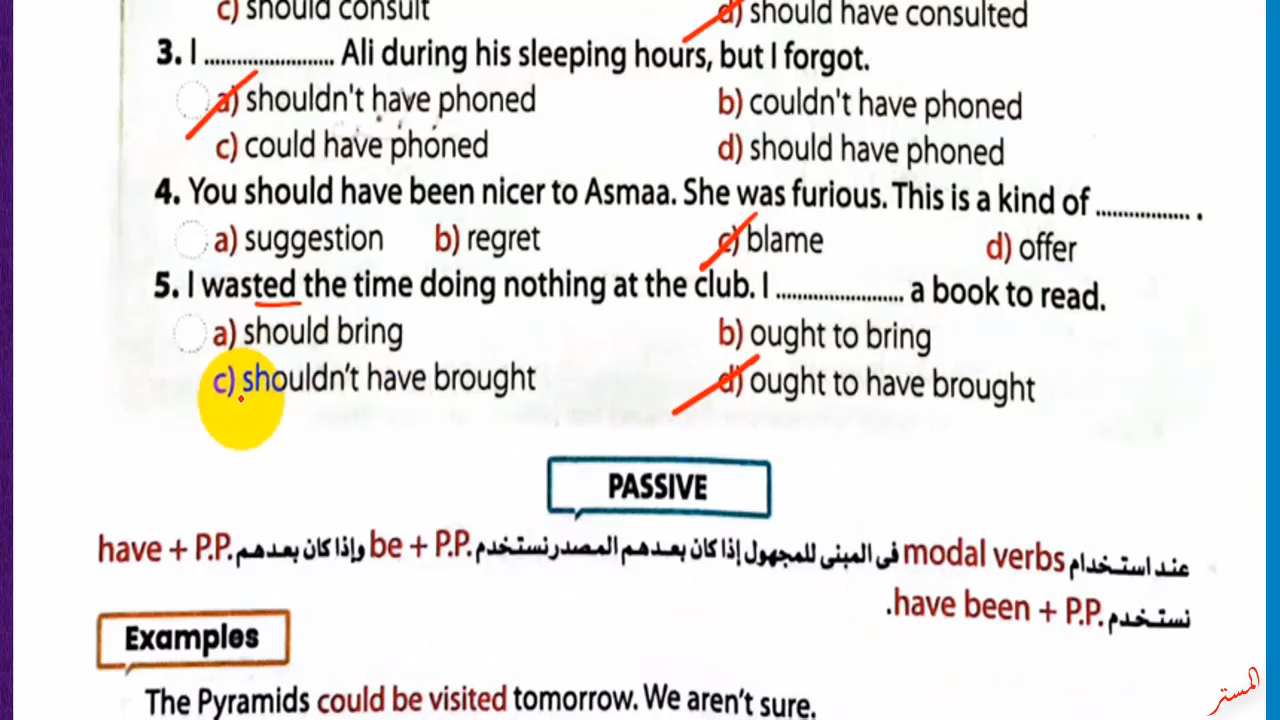 c) should consult d) should have consulted
3. I ........................ Ali during his sleeping hours, but I forgot.
a) shouldn't have phoned b) couldn't have phoned
c) could have phoned d) should have phoned
4. You should have been nicer to Asmaa. She was furious. This is a kind of ................. .
a) suggestion b) regret c) blame d) offer
5. I wasted the time doing nothing at the club. I ....................... a book to read.
a) should bring b) ought to bring
c) shouldn't have brought d) ought to have brought
PASSIVE
عند استخدام modal verbs فى المبنى للمجهول إذا كان بعدهم المصدر نستخدم be + P.P. وإذا كان بعدهم have + P.P.
نستخدم have been + P.P.
Examples
The Pyramids could be visited tomorrow. We aren't sure.
المستر